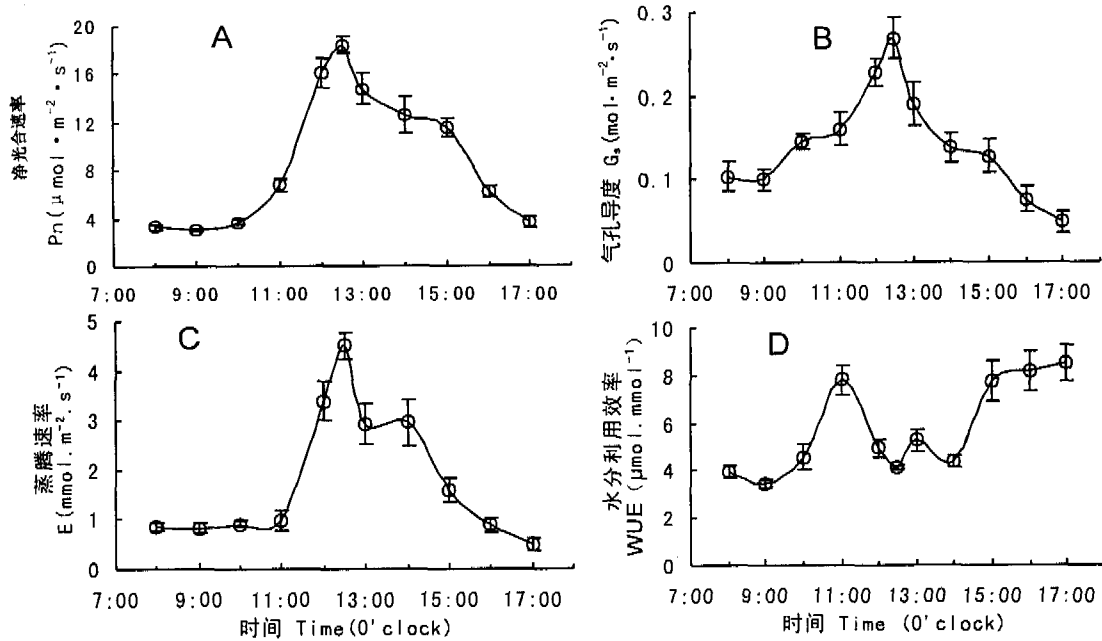 A
净光合速率
Pn(μmol·m⁻²·s⁻¹)
20
16
12
8
4
0
7:00 9:00 11:00 13:00 15:00 17:00
B
气孔导度 Gₛ(mol·m⁻²·s⁻¹)
0.3
0.2
0.1
0
7:00 9:00 11:00 13:00 15:00 17:00
C
蒸腾速率
E(mmol.m⁻².s⁻¹)
5
4
3
2
1
0
7:00 9:00 11:00 13:00 15:00 17:00
时间 Time(O'clock)
D
水分利用效率
WUE (μmol.mmol⁻¹)
10
8
6
4
2
0
7:00 9:00 11:00 13:00 15:00 17:00
时间 Time (O'clock)